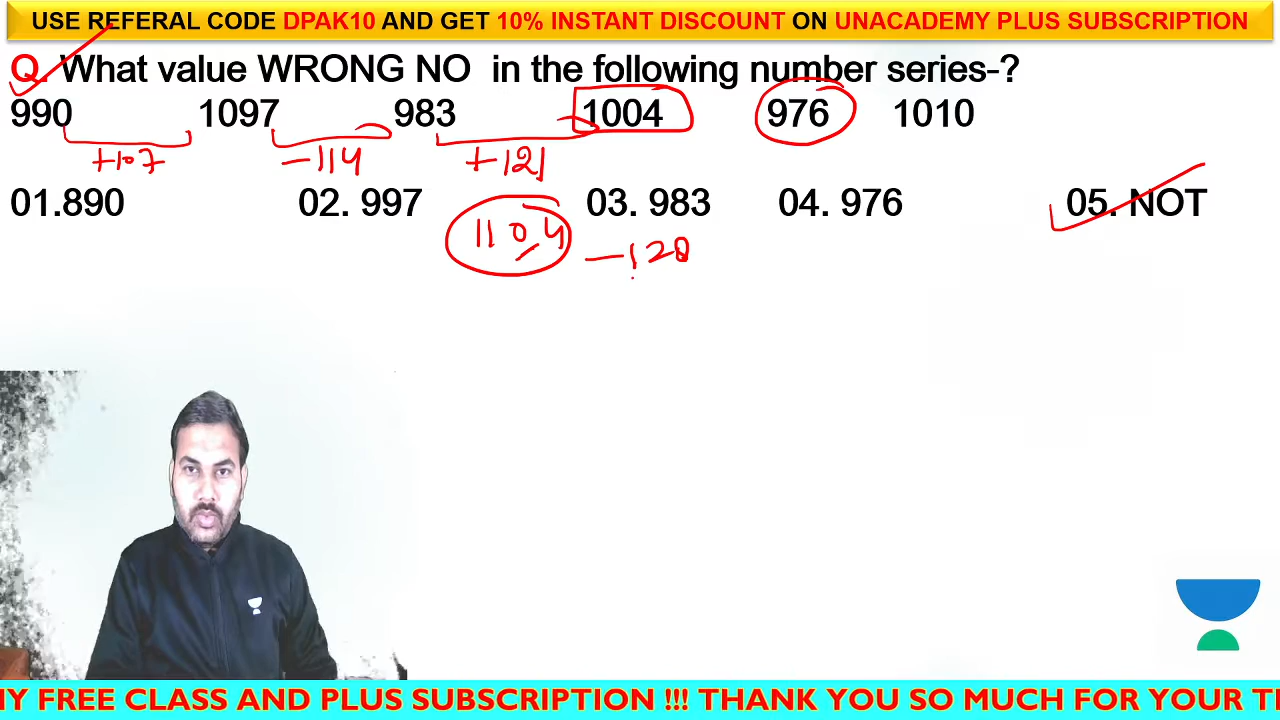 USE REFERAL CODE DPAK10 AND GET 10% INSTANT DISCOUNT ON UNACADEMY PLUS SUBSCRIPTION
Q. What value WRONG NO in the following number series-?
990 1097 983 1004 976 1010
+107 -114 +121
01.890 02. 997 03. 983 04. 976 05. NOT
1104 -128
MY FREE CLASS AND PLUS SUBSCRIPTION !!! THANK YOU SO MUCH FOR YOUR